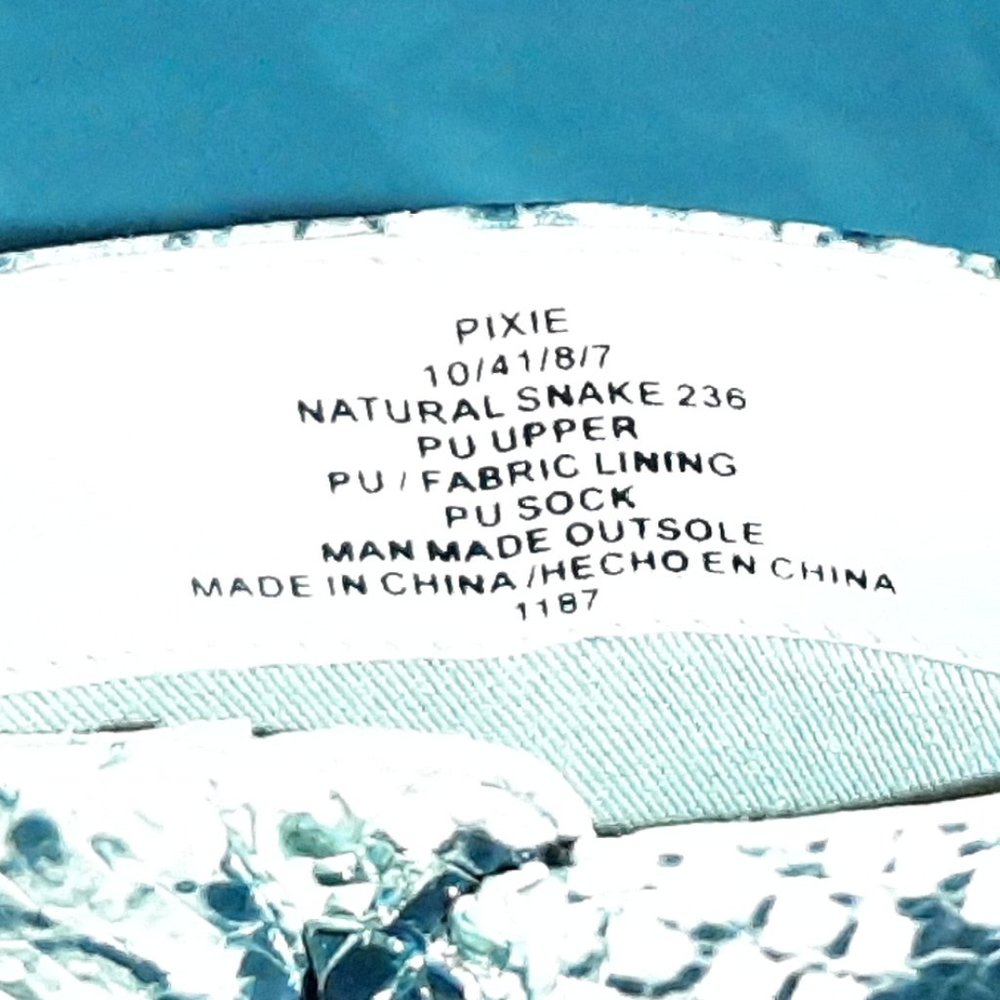 PIXIE
10/41/8/7
NATURAL SNAKE 236
PU UPPER
PU / FABRIC LINING
PU SOCK
MAN MADE OUTSOLE
MADE IN CHINA /HECHO EN CHINA
1187